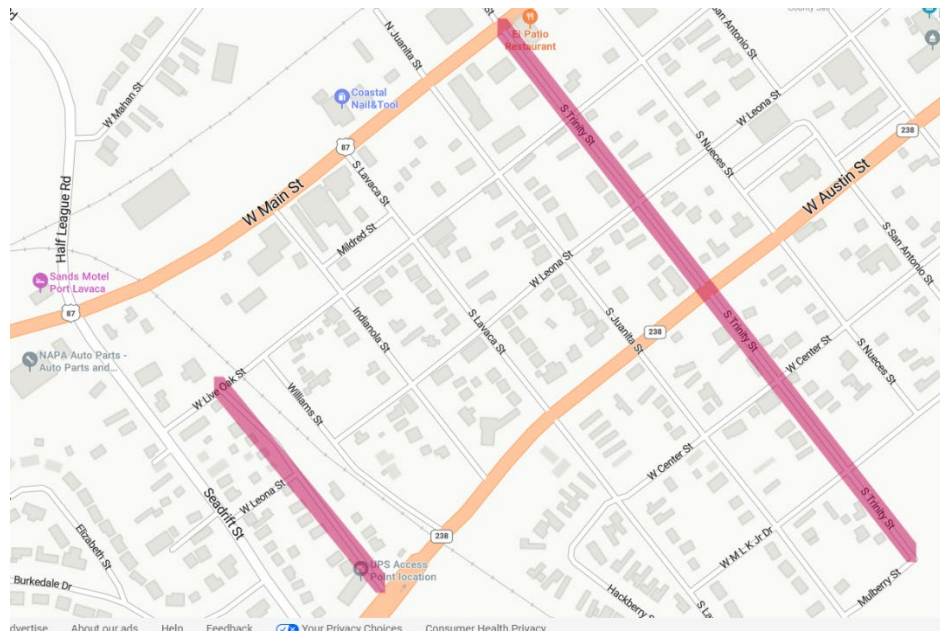 El Patio
Restaurant
County Jail
N Juanita St
San Antonio St
W Mahan St
Coastal
Nail&Tool
87
S Trinity St
W Leona St
S Nueces St
238
W Austin St
Half League Rd
W Main St
S Lavaca St
Mildred St
S San Antonio St
Sands Motel
Port Lavaca
87
W Leona St
Indianola St
S Lavaca St
S Juanita St
238
S Trinity St
NAPA Auto Parts -
Auto Parts and...
W Live Oak St
Williams St
W Center St
S Nueces St
W Center St
W Leona St
Seadrift St
S Trinity St
238
Elizabeth St
W M L K Jr Dr
UPS Access
Point location
Burkedale Dr
Hackberry S
S La
Mulberry St
dvertise About our ads Help Feedback Your Privacy Choices Consumer Health Privacy